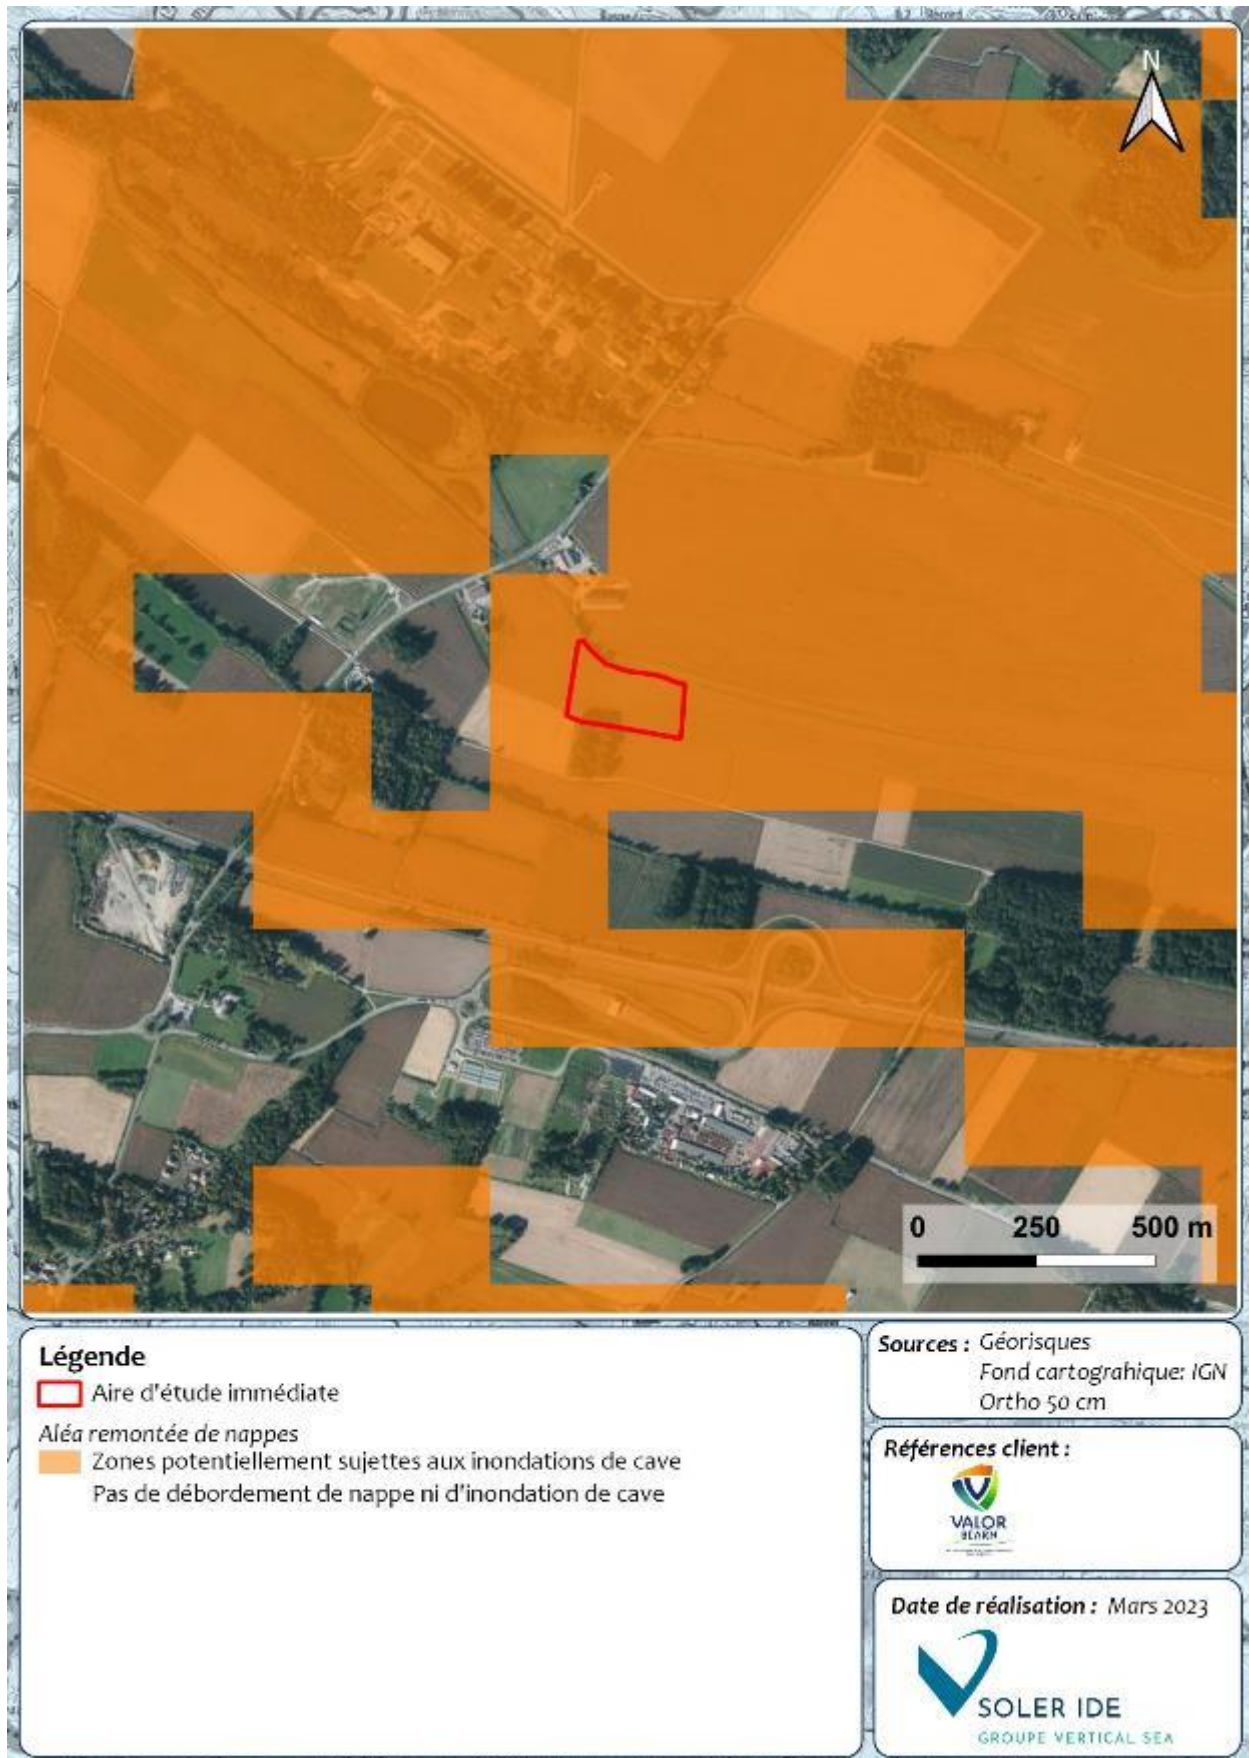 N
0 250 500 m
Légende
Aire d'étude immédiate
Aléa remontée de nappes
Zones potentiellement sujettes aux inondations de cave
Pas de débordement de nappe ni d'inondation de cave
Sources : Géorisques
Fond cartograhique: IGN
Ortho 50 cm
Références client :
VALOR
BÉARN
Date de réalisation : Mars 2023
SOLER IDE
GROUPE VERTICAL SEA